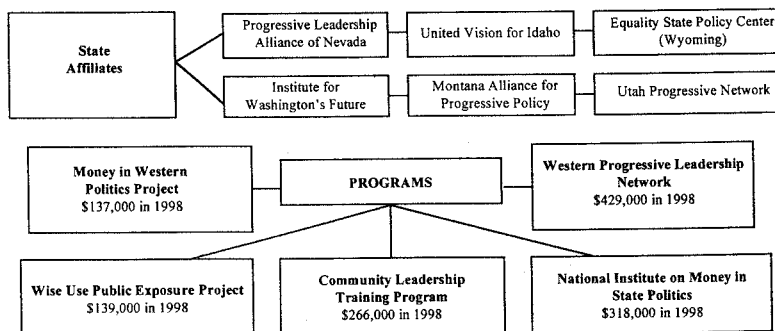 State
Affiliates
Progressive Leadership
Alliance of Nevada
United Vision for Idaho
Equality State Policy Center
(Wyoming)
Institute for
Washington's Future
Montana Alliance for
Progressive Policy
Utah Progressive Network
Money in Western
Politics Project
$137,000 in 1998
PROGRAMS
Western Progressive Leadership
Network
$429,000 in 1998
Wise Use Public Exposure Project
$139,000 in 1998
Community Leadership
Training Program
$266,000 in 1998
National Institute on Money in
State Politics
$318,000 in 1998